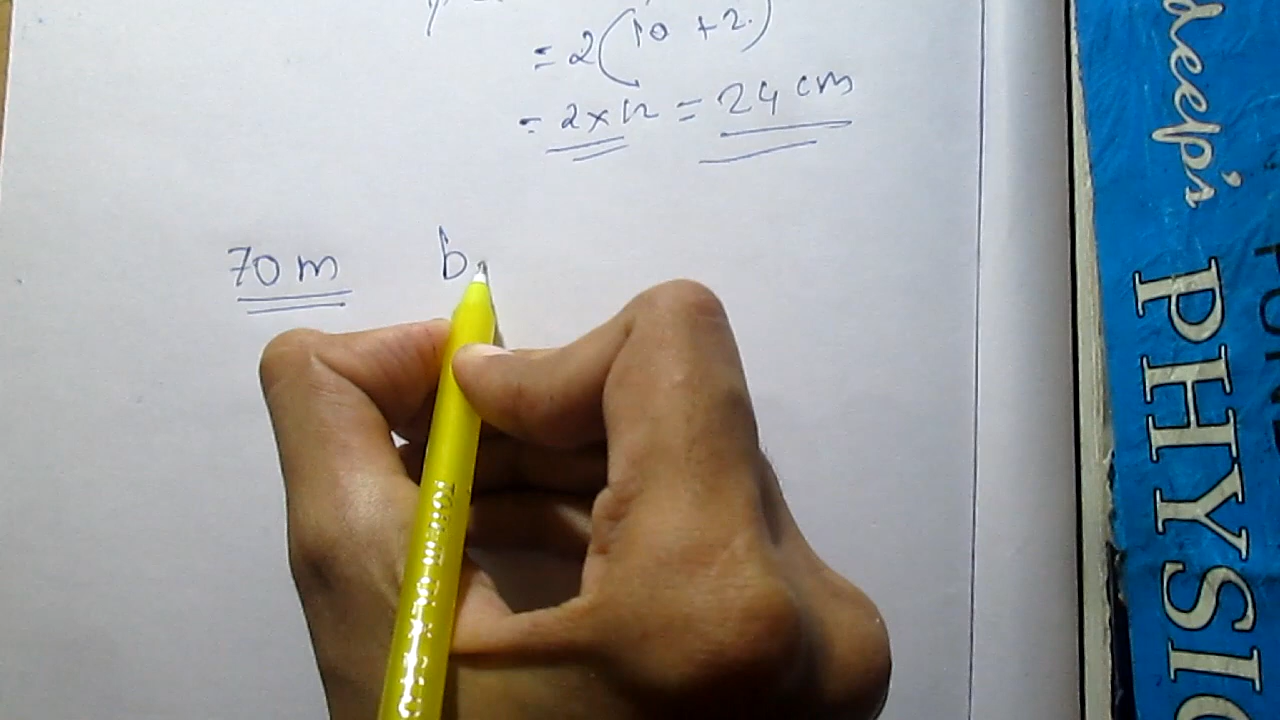 = 2(10 + 2)
= 2×12 = 24 cm
70 m b
deep's
PHYSIC